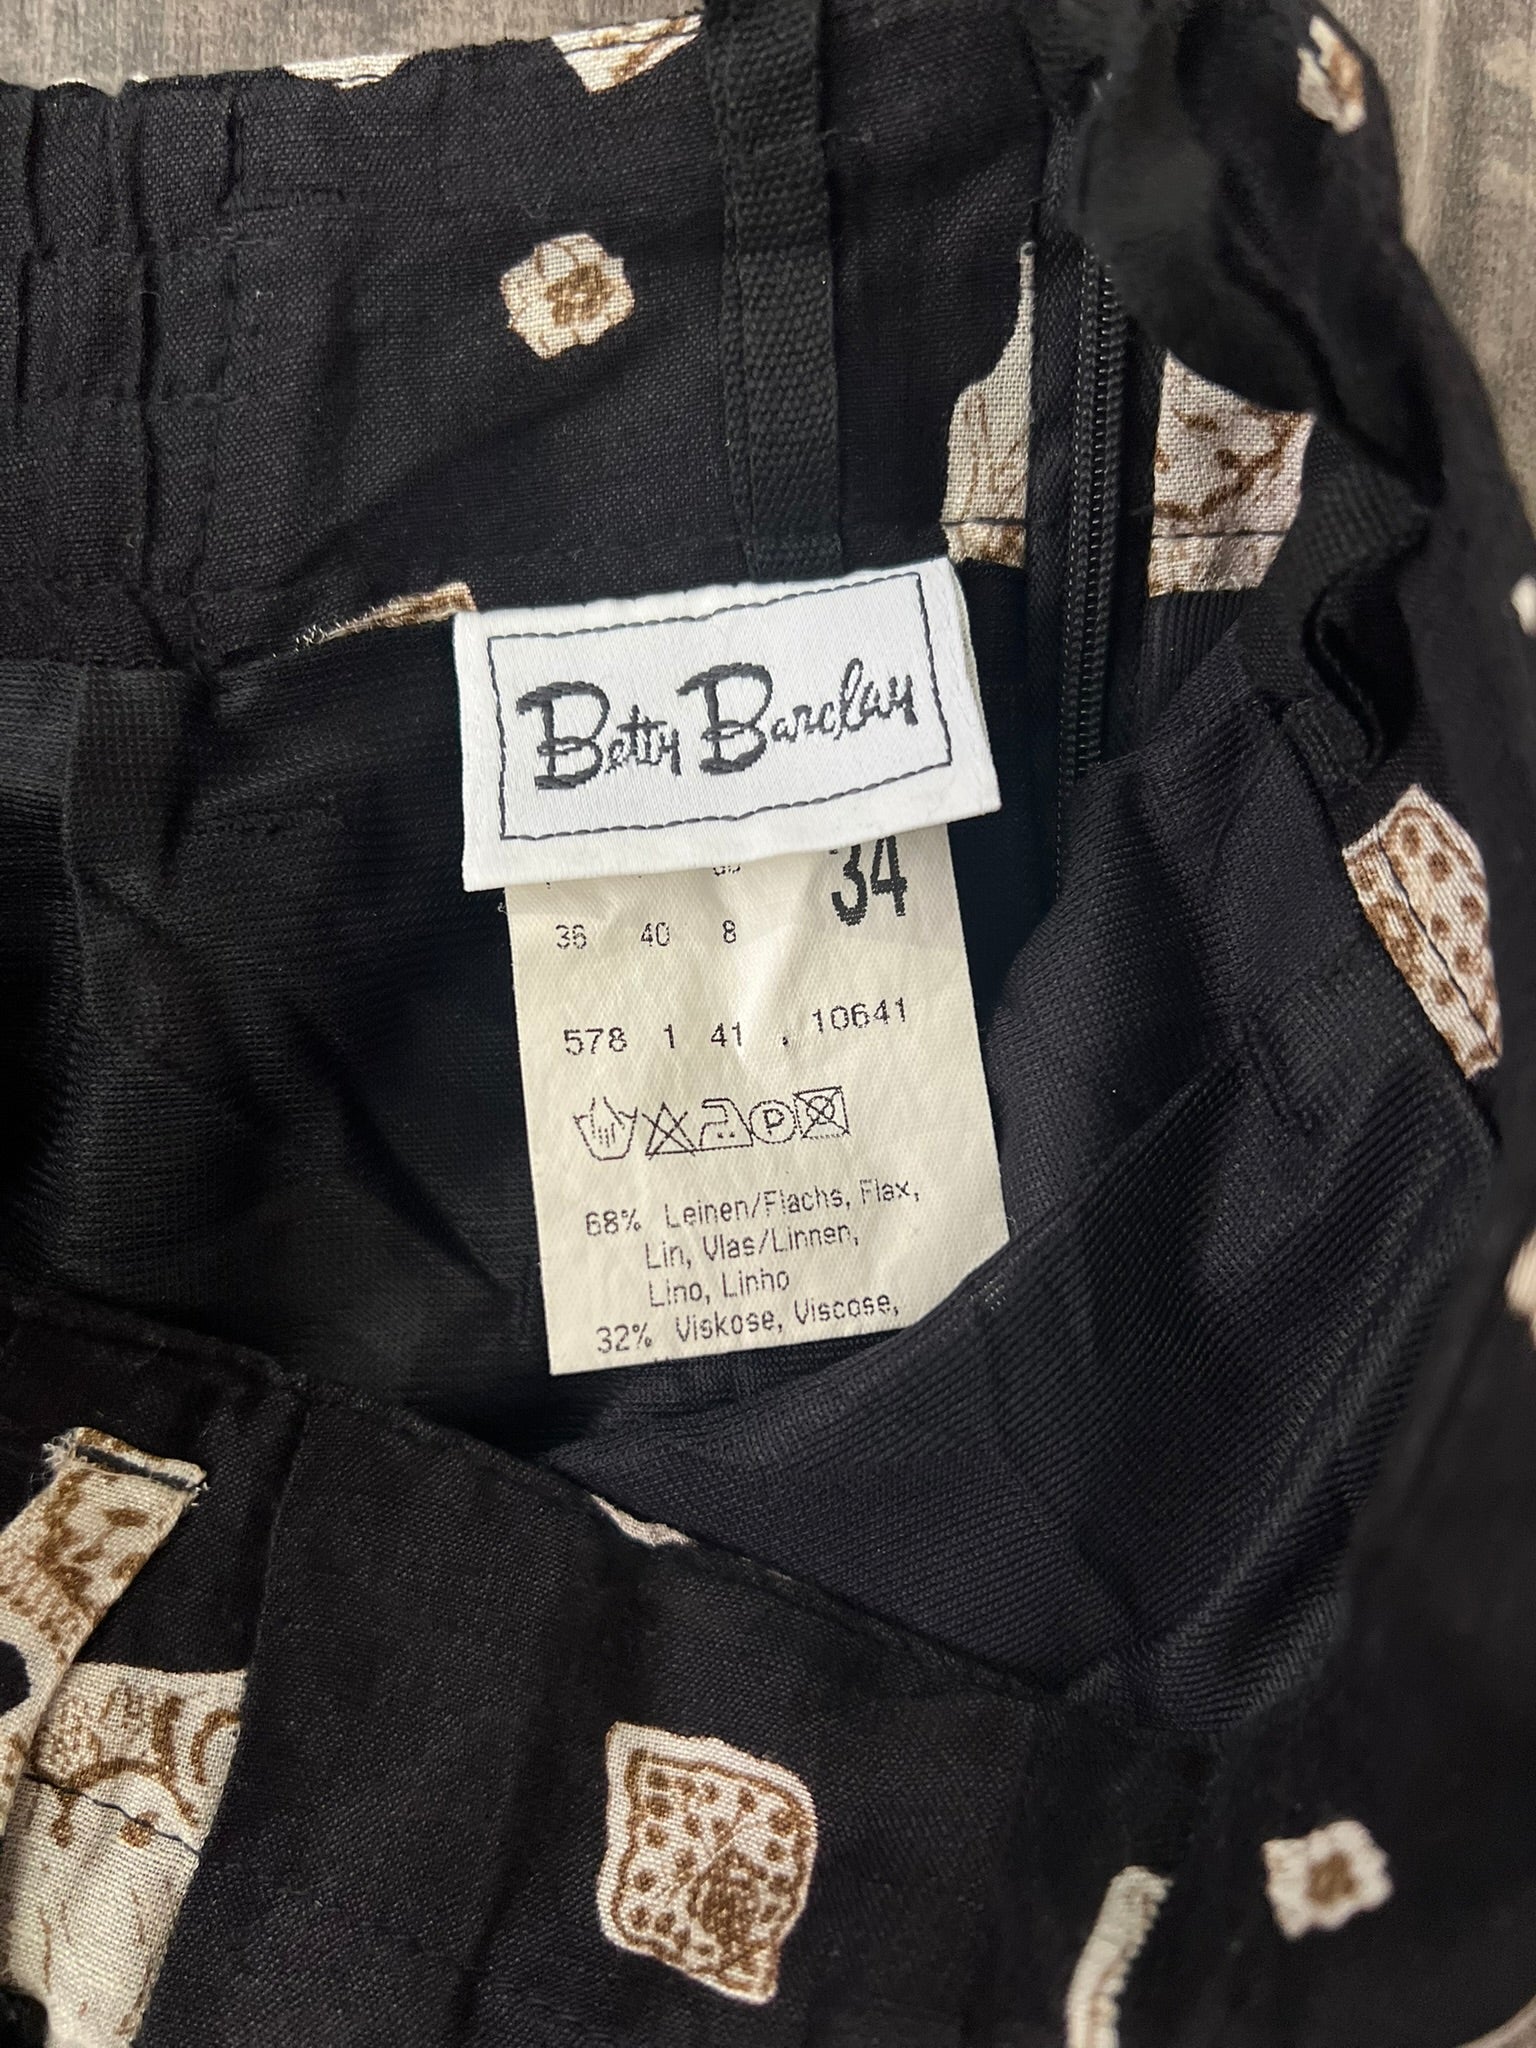 Betty Barclay
34
36 40 8
578 1 41 . 10641
P
68% Leinen/Flachs, Flax,
Lin, Vlas/Linnen,
Lino, Linho
32% Viskose, Viscose,